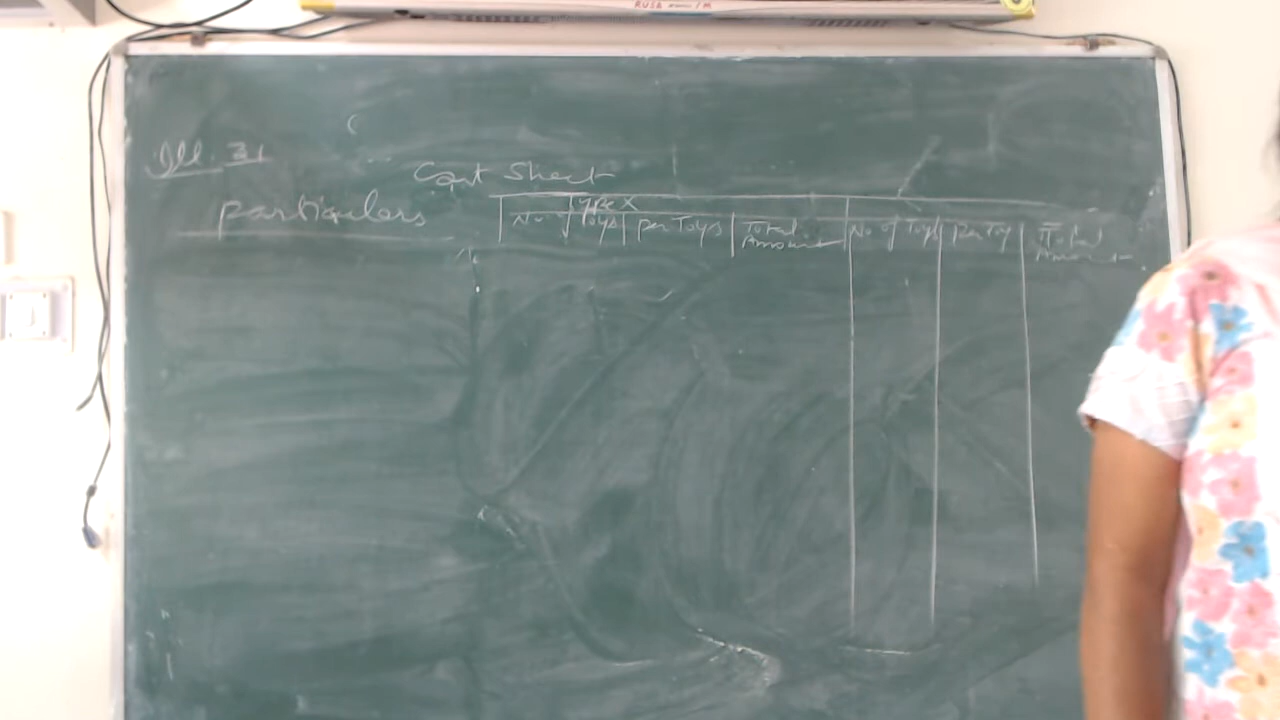 RUSA
Ill. 31
Cost Sheet
particulars
Type X
No. of Toys per Toys Total Amount No of Toys per Toy Total Amount